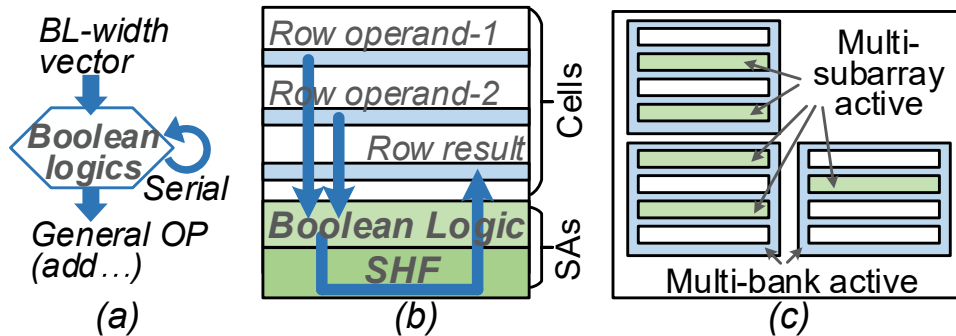 BL-width
vector
Boolean
logics
Serial
General OP
(add...)
(a)
Row operand-1
Row operand-2
Row result
Boolean Logic
SHF
Cells
SAs
(b)
Multi-
subarray
active
Multi-bank active
(c)